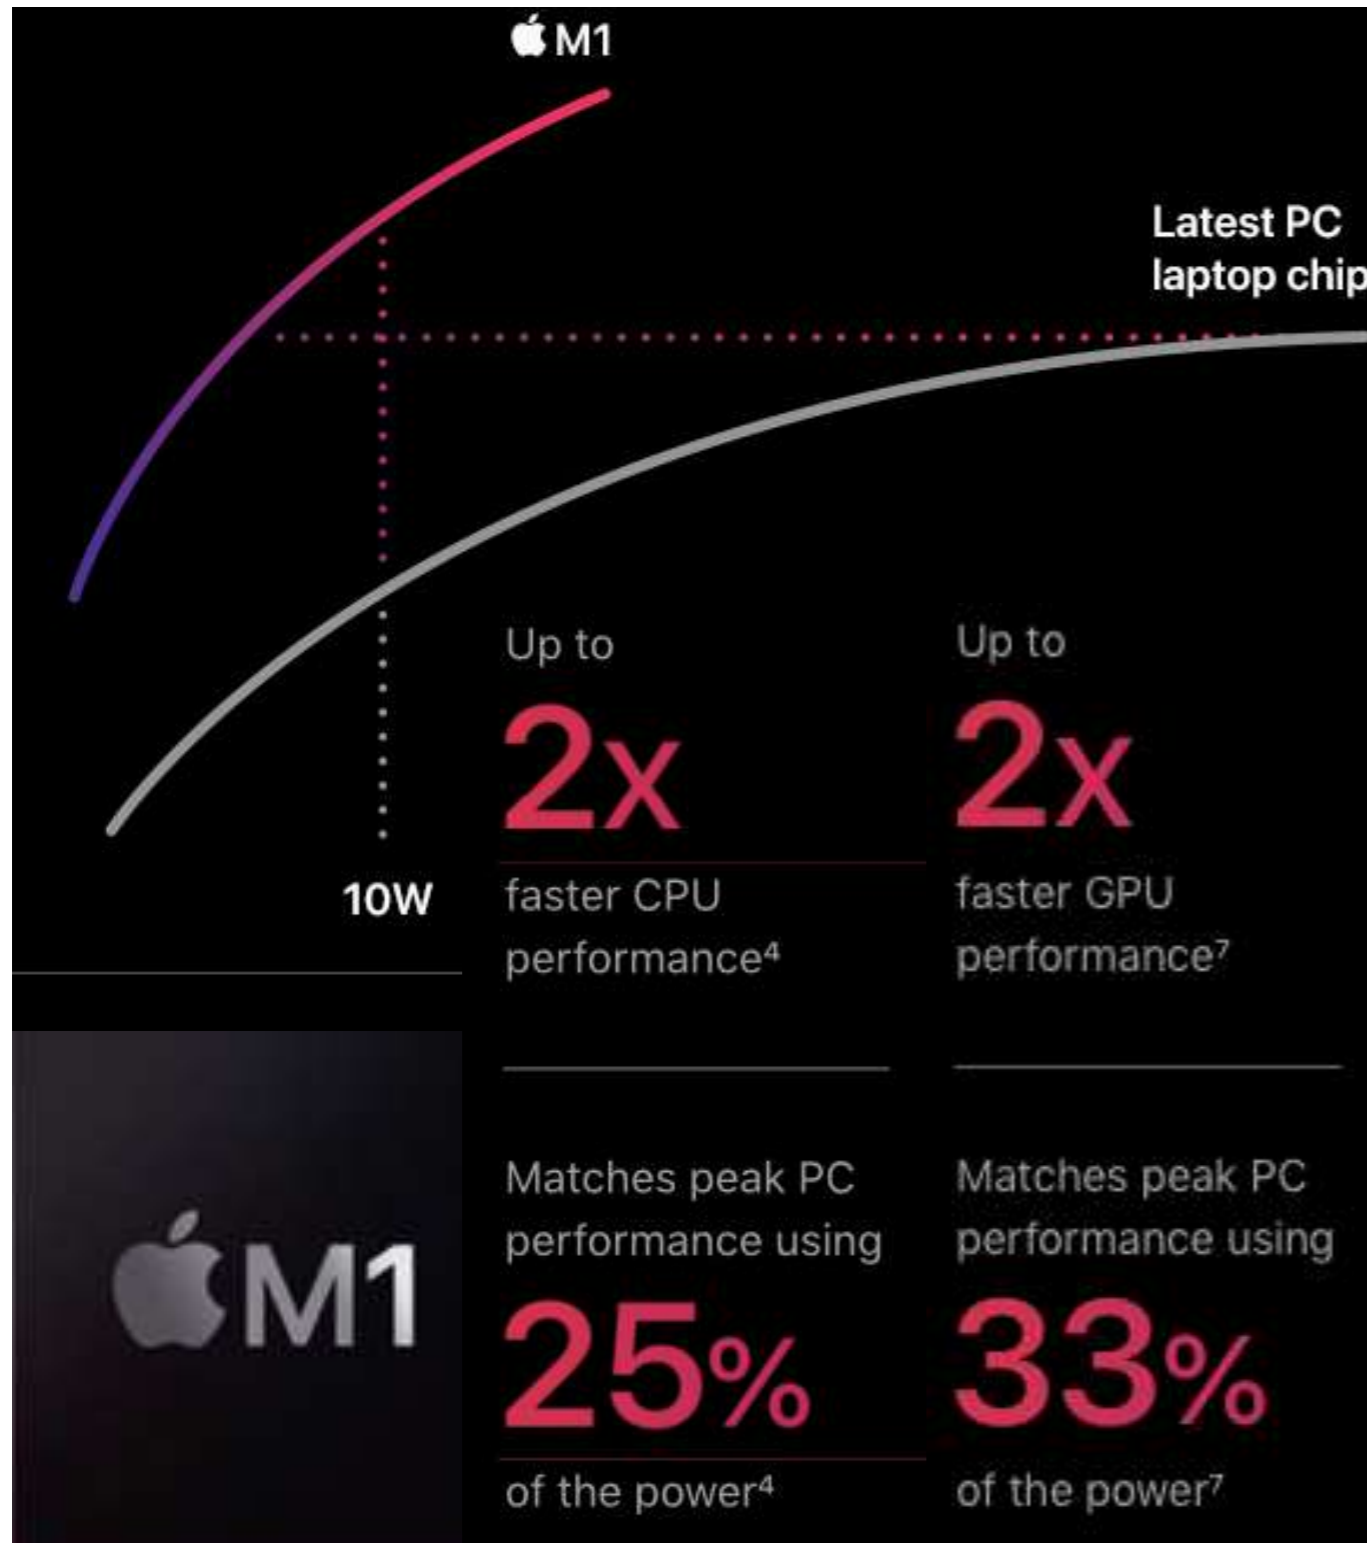 M1
Latest PC
laptop chip
10W
Up to
2x
faster CPU
performance⁴
Up to
2x
faster GPU
performance⁷
M1
Matches peak PC
performance using
25%
of the power⁴
Matches peak PC
performance using
33%
of the power⁷